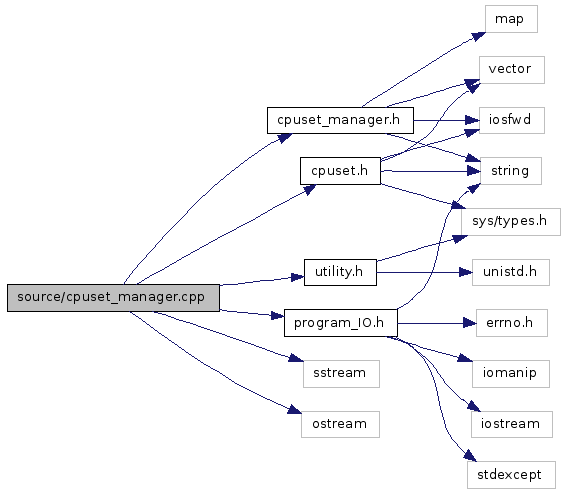 map
vector
cpuset_manager.h
iosfwd
cpuset.h
string
sys/types.h
utility.h
unistd.h
source/cpuset_manager.cpp
program_IO.h
errno.h
sstream
iomanip
ostream
iostream
stdexcept